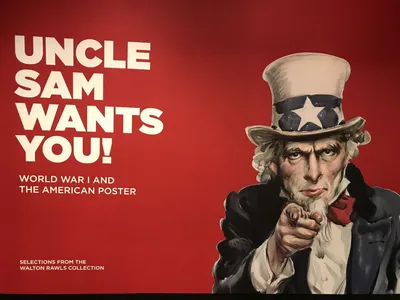 UNCLE
SAM
WANTS
YOU!
WORLD WAR I AND
THE AMERICAN POSTER
SELECTIONS FROM THE
WALTON RAWLS COLLECTION